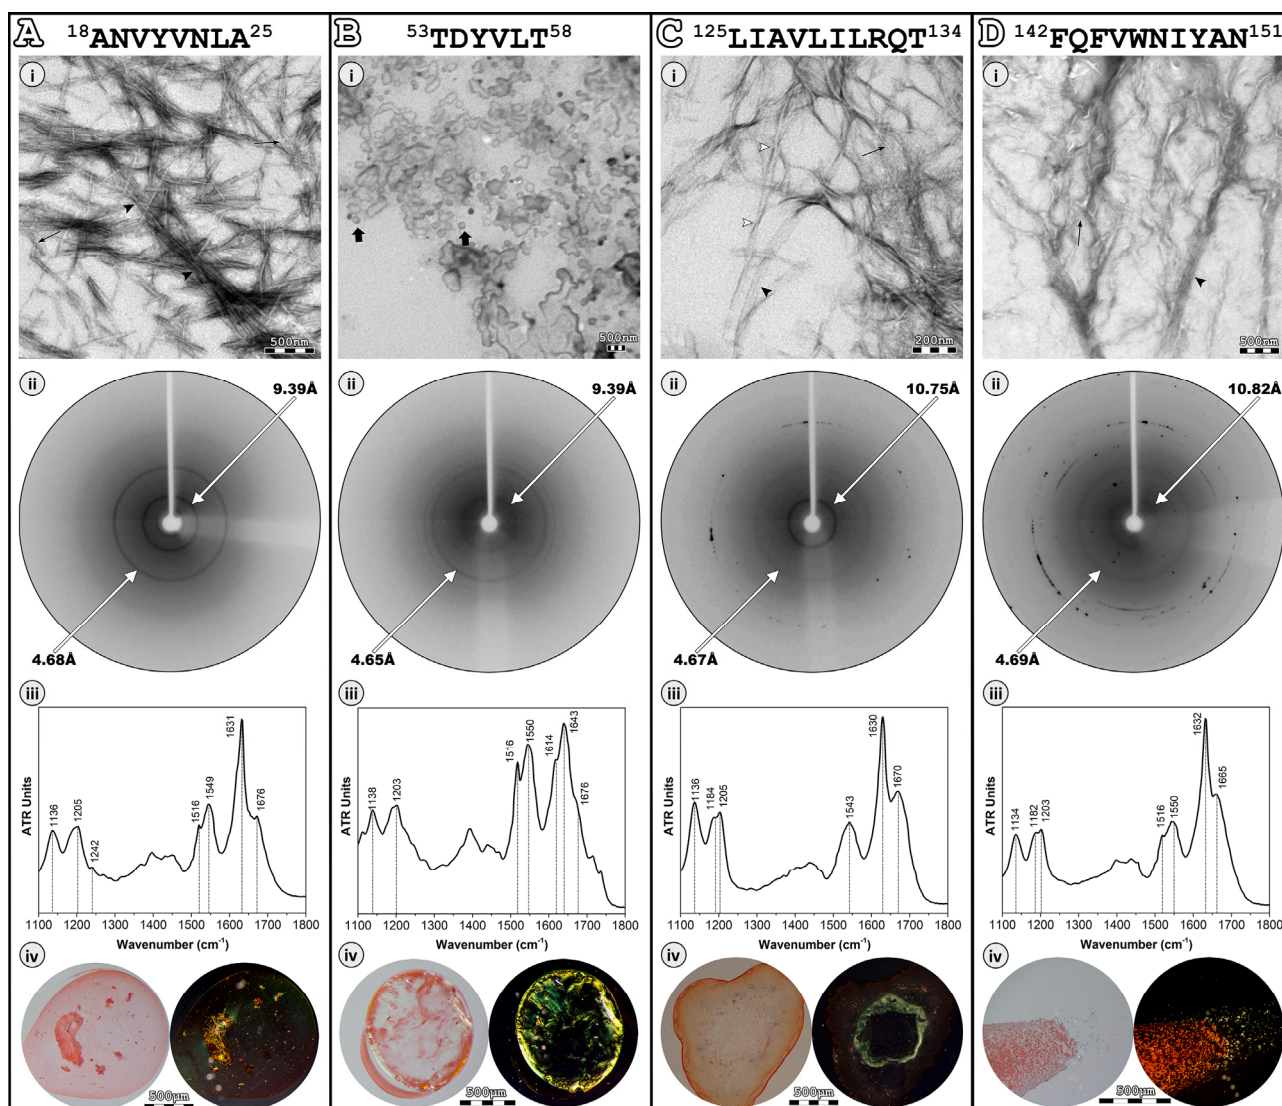 A 18ANVYVNLA25
i
500nm
ii
9.39Å
4.68Å
iii
ATR Units
1136
1205
1242
1516
1549
1631
1676
1100 1200 1300 1400 1500 1600 1700 1800
Wavenumber (cm-1)
iv
500µm
B 53TDYVLT58
i
500nm
ii
9.39Å
4.65Å
iii
ATR Units
1138
1203
1516
1550
1614
1643
1676
1100 1200 1300 1400 1500 1600 1700 1800
Wavenumber (cm-1)
iv
500µm
C 125LIAVLILRQT134
i
200nm
ii
10.75Å
4.67Å
iii
ATR Units
1136
1184
1205
1543
1630
1670
1100 1200 1300 1400 1500 1600 1700 1800
Wavenumber (cm-1)
iv
500µm
D 142FQFVWNIYAN151
i
500nm
ii
10.82Å
4.69Å
iii
ATR Units
1134
1182
1203
1516
1550
1632
1665
1100 1200 1300 1400 1500 1600 1700 1800
Wavenumber (cm-1)
iv
500µm